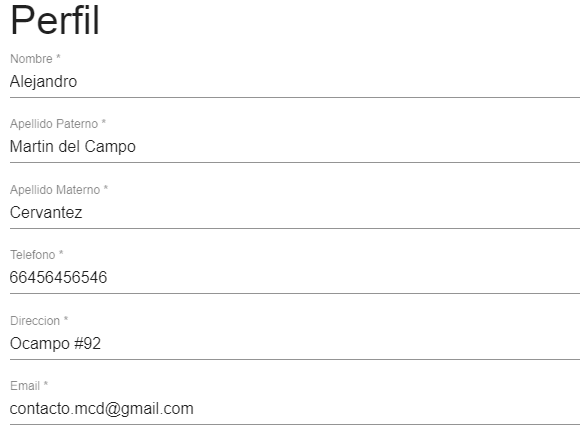 Perfil
Nombre *
Alejandro
Apellido Paterno *
Martin del Campo
Apellido Materno *
Cervantez
Telefono *
66456456546
Direccion *
Ocampo #92
Email *
contacto.mcd@gmail.com